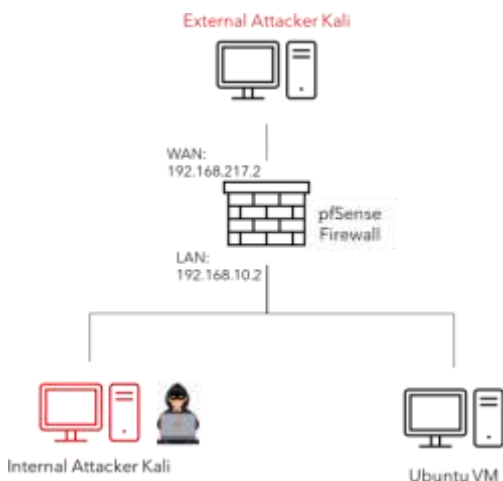 External Attacker Kali
WAN:
192.168.217.2
pfSense
Firewall
LAN:
192.168.10.2
Internal Attacker Kali
Ubuntu VM